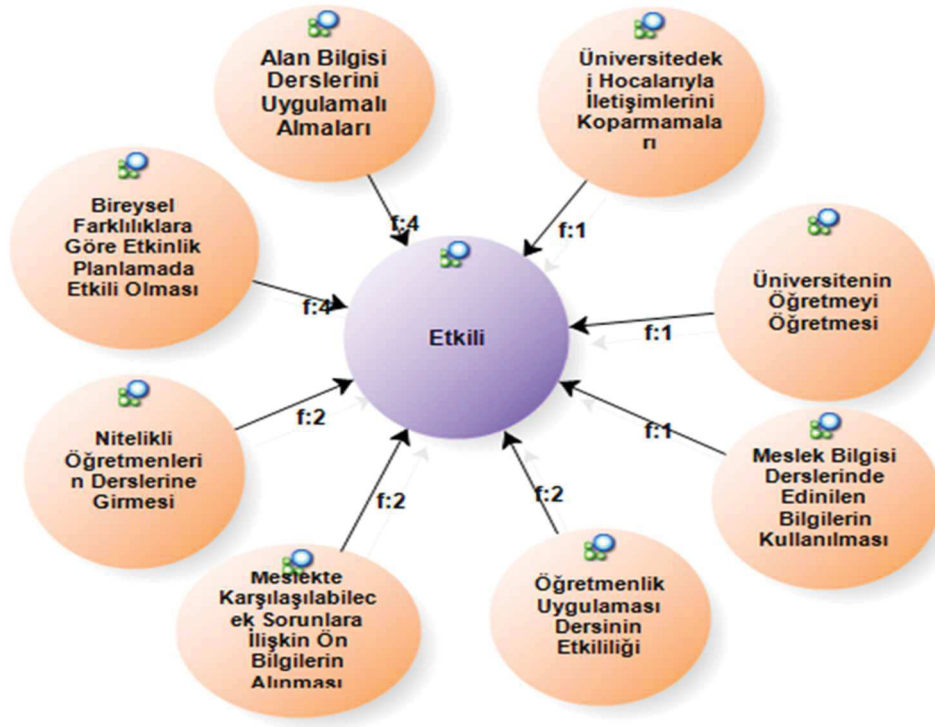 Alan Bilgisi
Derslerini
Uygulamalı
Almaları
Üniversitedek
i Hocalarıyla
İletişimlerini
Koparmamala
rı
Bireysel
Farklılıklara
Göre Etkinlik
Planlamada
Etkili Olması
f:4
f:1
f:4
Etkili
Üniversitenin
Öğretmeyi
Öğretmesi
f:1
Nitelikli
Öğretmenleri
n Derslerine
Girmesi
f:2
f:1
Meslek Bilgisi
Derslerinde
Edinilen
Bilgilerin
Kullanılması
f:2
f:2
Meslekte
Karşılaşılabilec
ek Sorunlara
İlişkin Ön
Bilgilerin
Alınması
Öğretmenlik
Uygulaması
Dersinin
Etkililiği